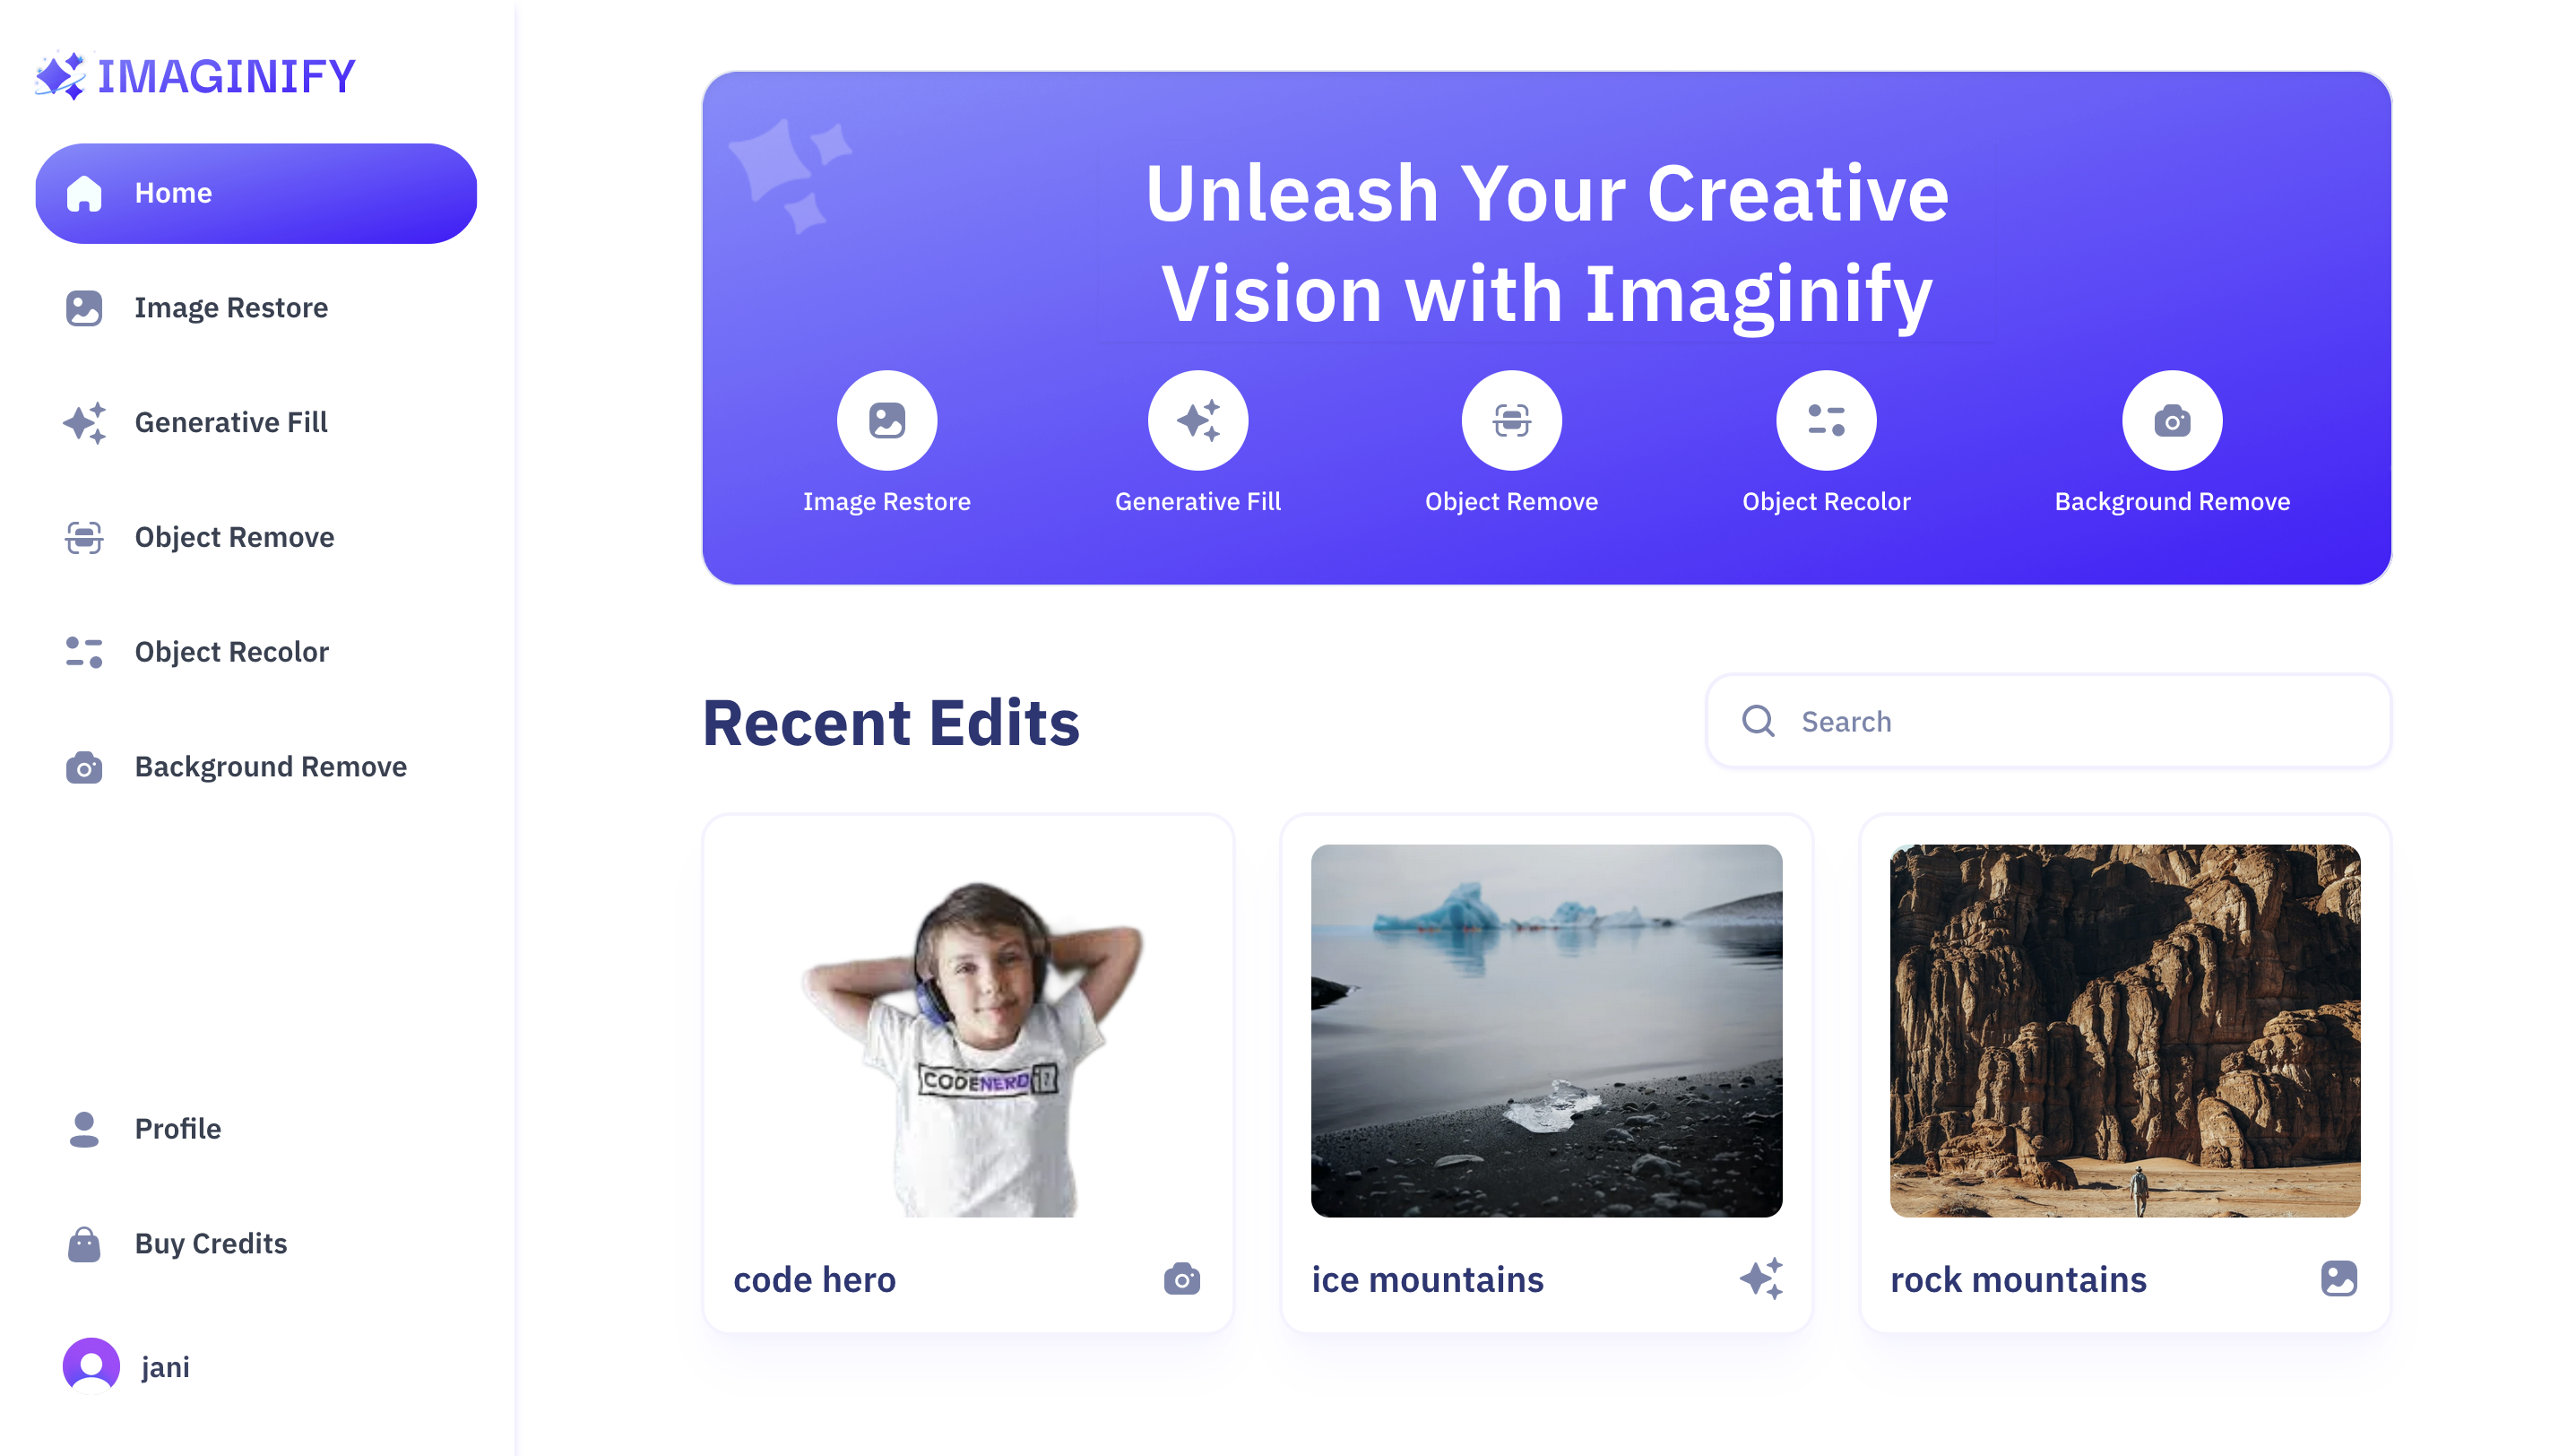 IMAGINIFY
Home
Image Restore
Generative Fill
Object Remove
Object Recolor
Background Remove
Profile
Buy Credits
jani
Unleash Your Creative
Vision with Imaginify
Image Restore
Generative Fill
Object Remove
Object Recolor
Background Remove
Recent Edits
Search
CODENERD
code hero
ice mountains
rock mountains